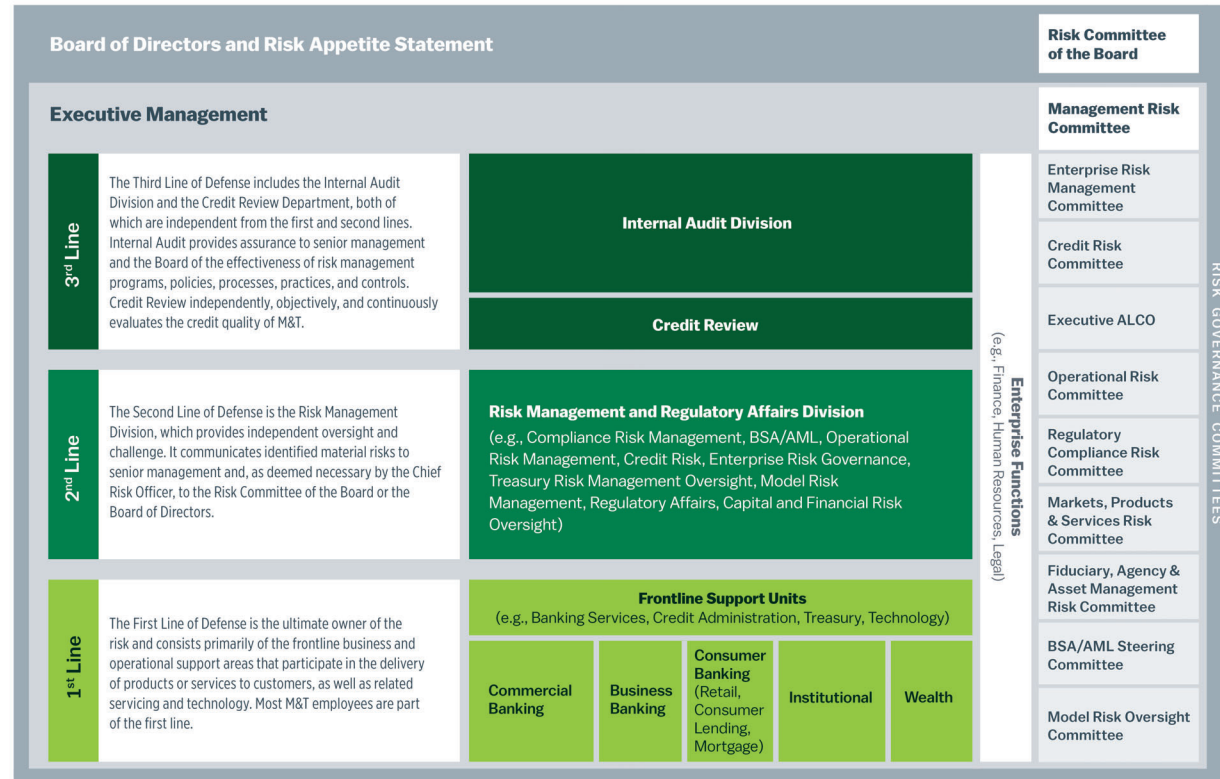 Board of Directors and Risk Appetite Statement
Risk Committee
of the Board
Executive Management
Management Risk
Committee
3rd Line
The Third Line of Defense includes the Internal Audit
Division and the Credit Review Department, both of
which are independent from the first and second lines.
Internal Audit provides assurance to senior management
and the Board of the effectiveness of risk management
programs, policies, processes, practices, and controls.
Credit Review independently, objectively, and continuously
evaluates the credit quality of M&T.
Internal Audit Division
Credit Review
2nd Line
The Second Line of Defense is the Risk Management
Division, which provides independent oversight and
challenge. It communicates identified material risks to
senior management and, as deemed necessary by the Chief
Risk Officer, to the Risk Committee of the Board or the
Board of Directors.
Risk Management and Regulatory Affairs Division
(e.g., Compliance Risk Management, BSA/AML, Operational
Risk Management, Credit Risk, Enterprise Risk Governance,
Treasury Risk Management Oversight, Model Risk
Management, Regulatory Affairs, Capital and Financial Risk
Oversight)
1st Line
The First Line of Defense is the ultimate owner of the
risk and consists primarily of the frontline business and
operational support areas that participate in the delivery
of products or services to customers, as well as related
servicing and technology. Most M&T employees are part
of the first line.
Frontline Support Units
(e.g., Banking Services, Credit Administration, Treasury, Technology)
Commercial
Banking
Business
Banking
Consumer
Banking
(Retail,
Consumer
Lending,
Mortgage)
Institutional
Wealth
Enterprise Functions
(e.g., Finance, Human Resources, Legal)
Enterprise Risk
Management
Committee
Credit Risk
Committee
Executive ALCO
Operational Risk
Committee
Regulatory
Compliance Risk
Committee
Markets, Products
& Services Risk
Committee
Fiduciary, Agency &
Asset Management
Risk Committee
BSA/AML Steering
Committee
Model Risk Oversight
Committee
RISK GOVERNANCE COMMITTEES